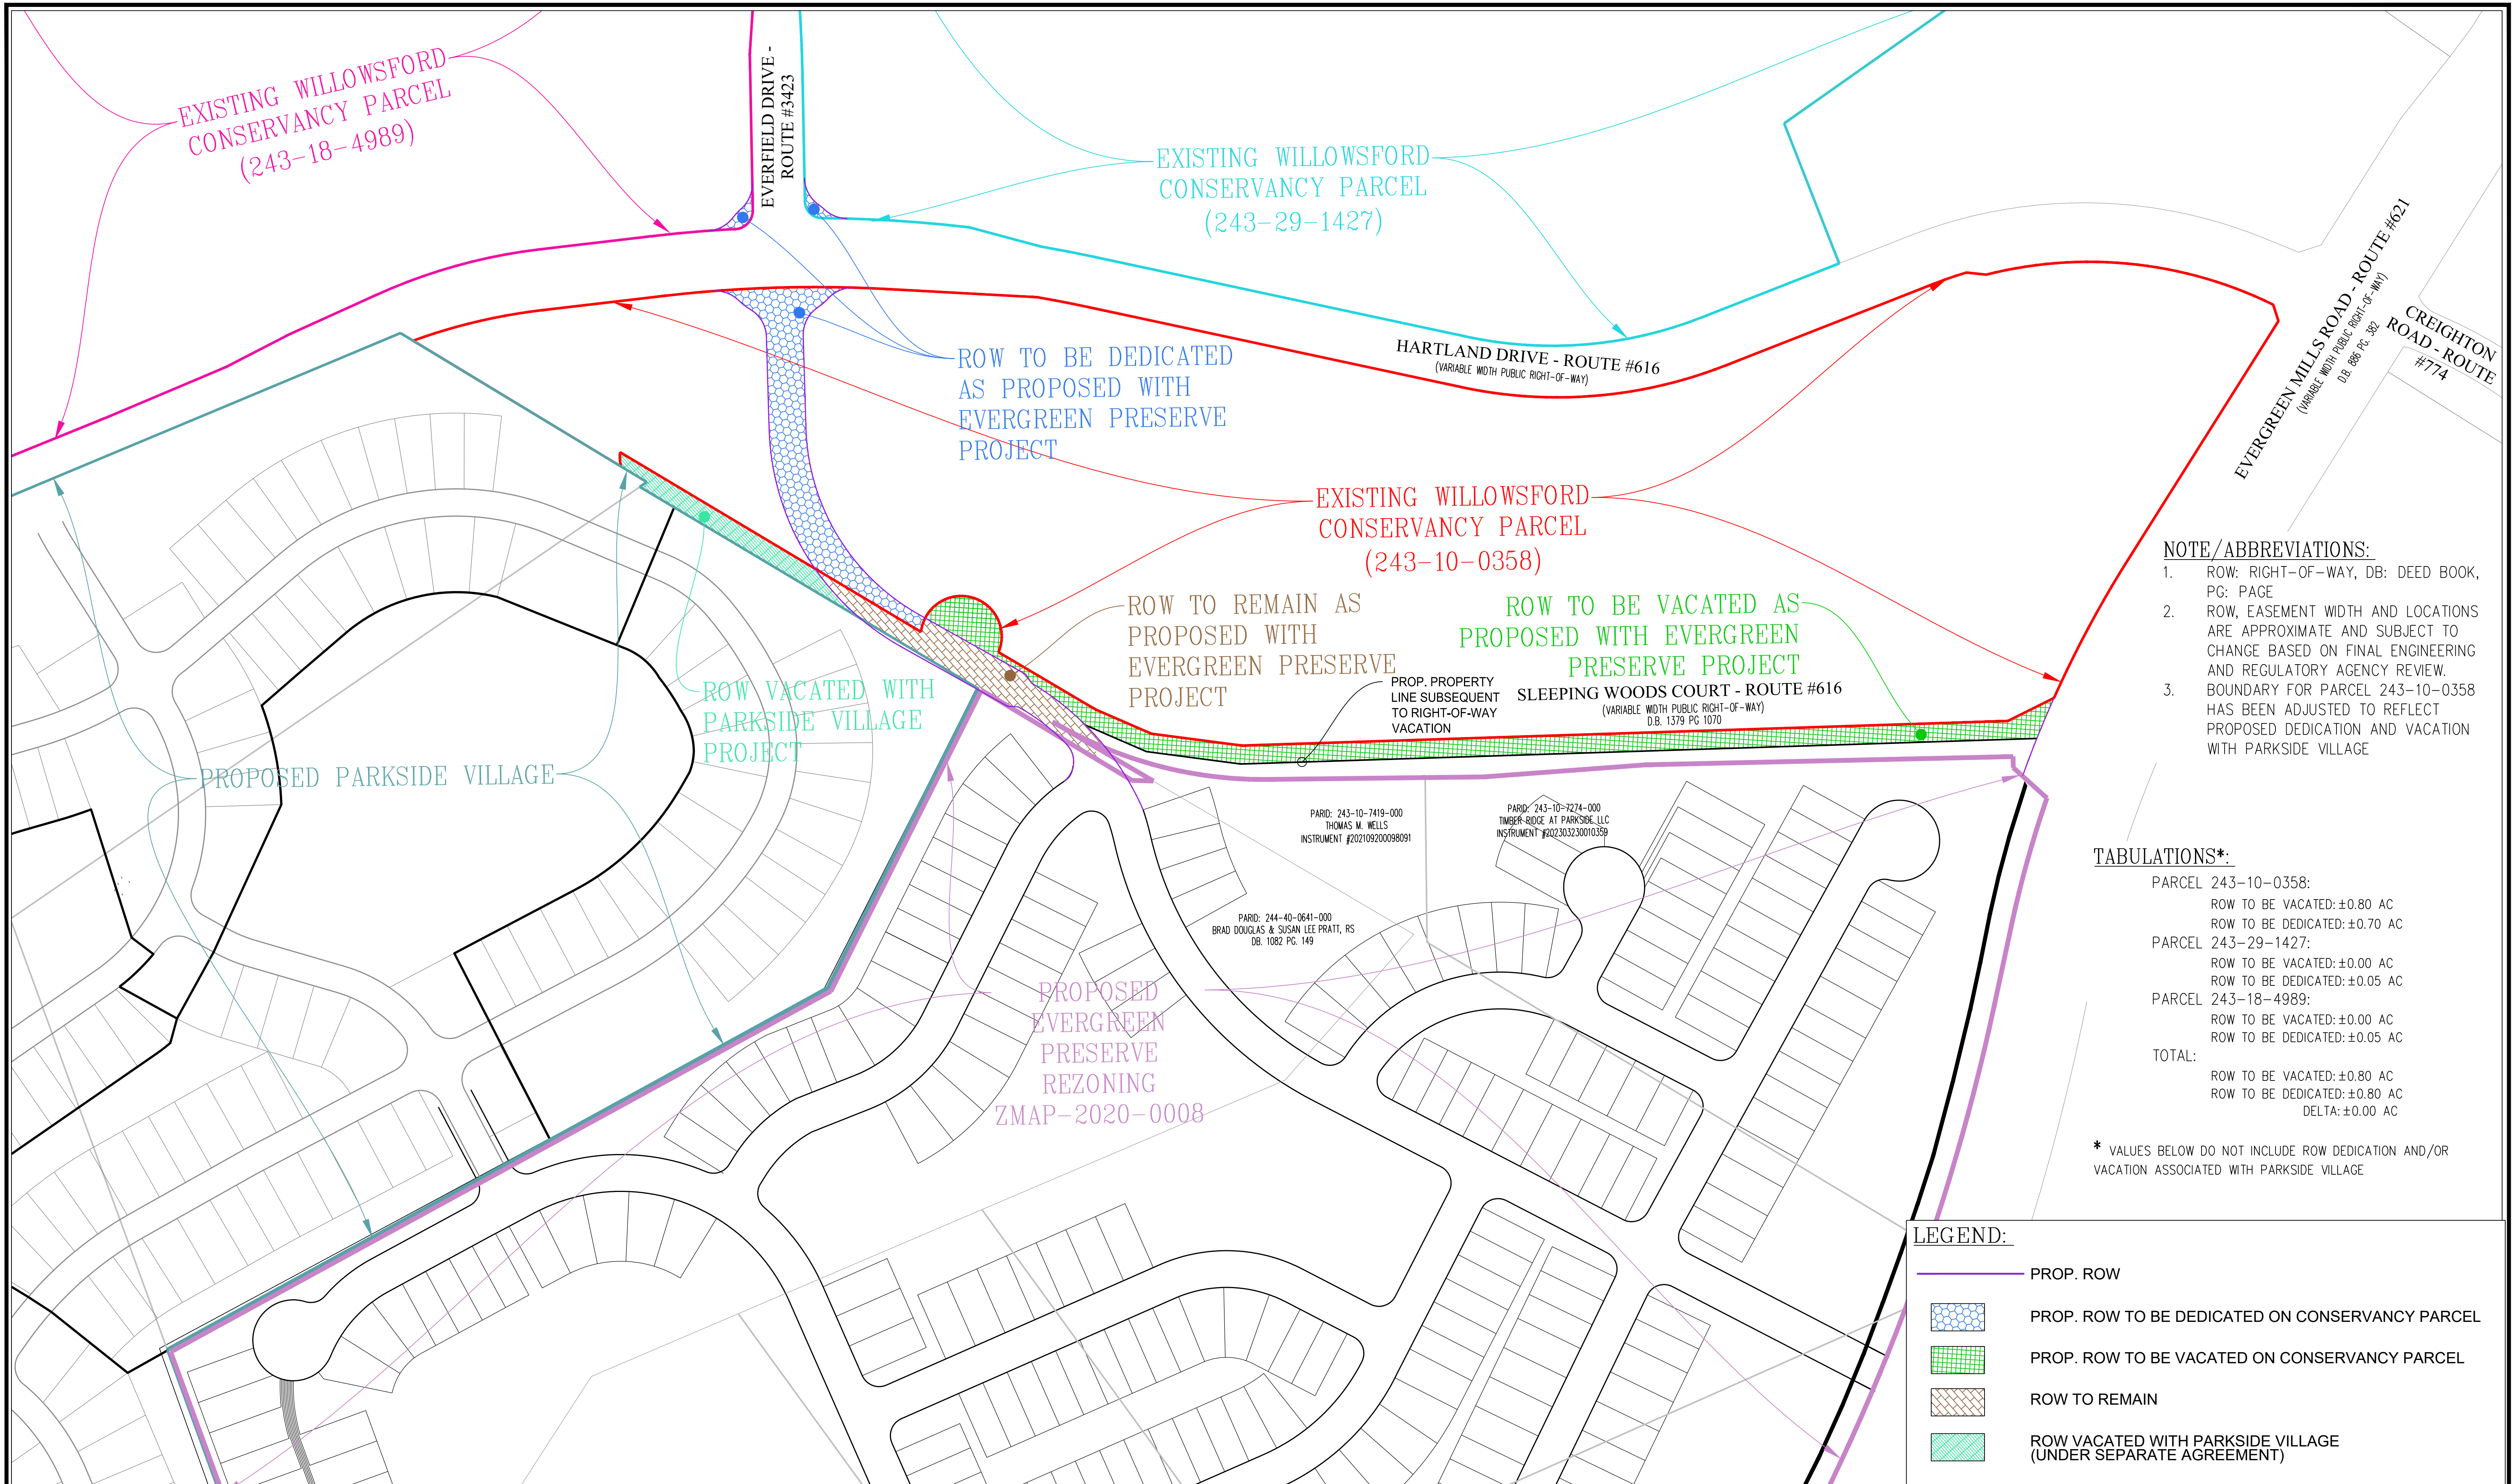 EXISTING WILLOWSFORD
CONSERVANCY PARCEL
(243-18-4989)
EVERFIELD DRIVE -
ROUTE #3423
EXISTING WILLOWSFORD
CONSERVANCY PARCEL
(243-29-1427)
EVERGREEN MILLS ROAD - ROUTE #621
(VARIABLE WIDTH PUBLIC RIGHT-OF-WAY)
D.B. 886 PG. 382
CREIGHTON
ROAD - ROUTE
#774
HARTLAND DRIVE - ROUTE #616
(VARIABLE WIDTH PUBLIC RIGHT-OF-WAY)
ROW TO BE DEDICATED
AS PROPOSED WITH
EVERGREEN PRESERVE
PROJECT
EXISTING WILLOWSFORD
CONSERVANCY PARCEL
(243-10-0358)
ROW TO REMAIN AS
PROPOSED WITH
EVERGREEN PRESERVE
PROJECT
ROW TO BE VACATED AS
PROPOSED WITH EVERGREEN
PRESERVE PROJECT
PROP. PROPERTY
LINE SUBSEQUENT
TO RIGHT-OF-WAY
VACATION
SLEEPING WOODS COURT - ROUTE #616
(VARIABLE WIDTH PUBLIC RIGHT-OF-WAY)
D.B. 1379 PG 1070
ROW VACATED WITH
PARKSIDE VILLAGE
PROJECT
PROPOSED PARKSIDE VILLAGE
PARID: 243-10-7419-000
THOMAS M. WELLS
INSTRUMENT #202109200098091
PARID: 243-10-7274-000
TIMBER RIDGE AT PARKSIDE LLC
INSTRUMENT #202303230010359
PARID: 244-40-0641-000
BRAD DOUGLAS & SUSAN LEE PRATT, RS
DB. 1082 PG. 149
PROPOSED
EVERGREEN
PRESERVE
REZONING
ZMAP-2020-0008
NOTE/ABBREVIATIONS:
1. ROW: RIGHT-OF-WAY, DB: DEED BOOK,
PG: PAGE
2. ROW, EASEMENT WIDTH AND LOCATIONS
ARE APPROXIMATE AND SUBJECT TO
CHANGE BASED ON FINAL ENGINEERING
AND REGULATORY AGENCY REVIEW.
3. BOUNDARY FOR PARCEL 243-10-0358
HAS BEEN ADJUSTED TO REFLECT
PROPOSED DEDICATION AND VACATION
WITH PARKSIDE VILLAGE
TABULATIONS*:
PARCEL 243-10-0358:
ROW TO BE VACATED: ±0.80 AC
ROW TO BE DEDICATED: ±0.70 AC
PARCEL 243-29-1427:
ROW TO BE VACATED: ±0.00 AC
ROW TO BE DEDICATED: ±0.05 AC
PARCEL 243-18-4989:
ROW TO BE VACATED: ±0.00 AC
ROW TO BE DEDICATED: ±0.05 AC
TOTAL:
ROW TO BE VACATED: ±0.80 AC
ROW TO BE DEDICATED: ±0.80 AC
DELTA: ±0.00 AC
* VALUES BELOW DO NOT INCLUDE ROW DEDICATION AND/OR
VACATION ASSOCIATED WITH PARKSIDE VILLAGE
LEGEND:
PROP. ROW
PROP. ROW TO BE DEDICATED ON CONSERVANCY PARCEL
PROP. ROW TO BE VACATED ON CONSERVANCY PARCEL
ROW TO REMAIN
ROW VACATED WITH PARKSIDE VILLAGE
(UNDER SEPARATE AGREEMENT)